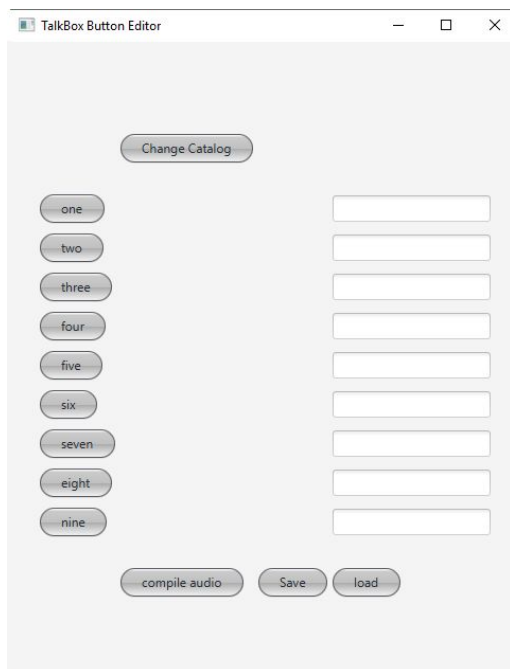 TalkBox Button Editor
Change Catalog
one
two
three
four
five
six
seven
eight
nine
compile audio Save load